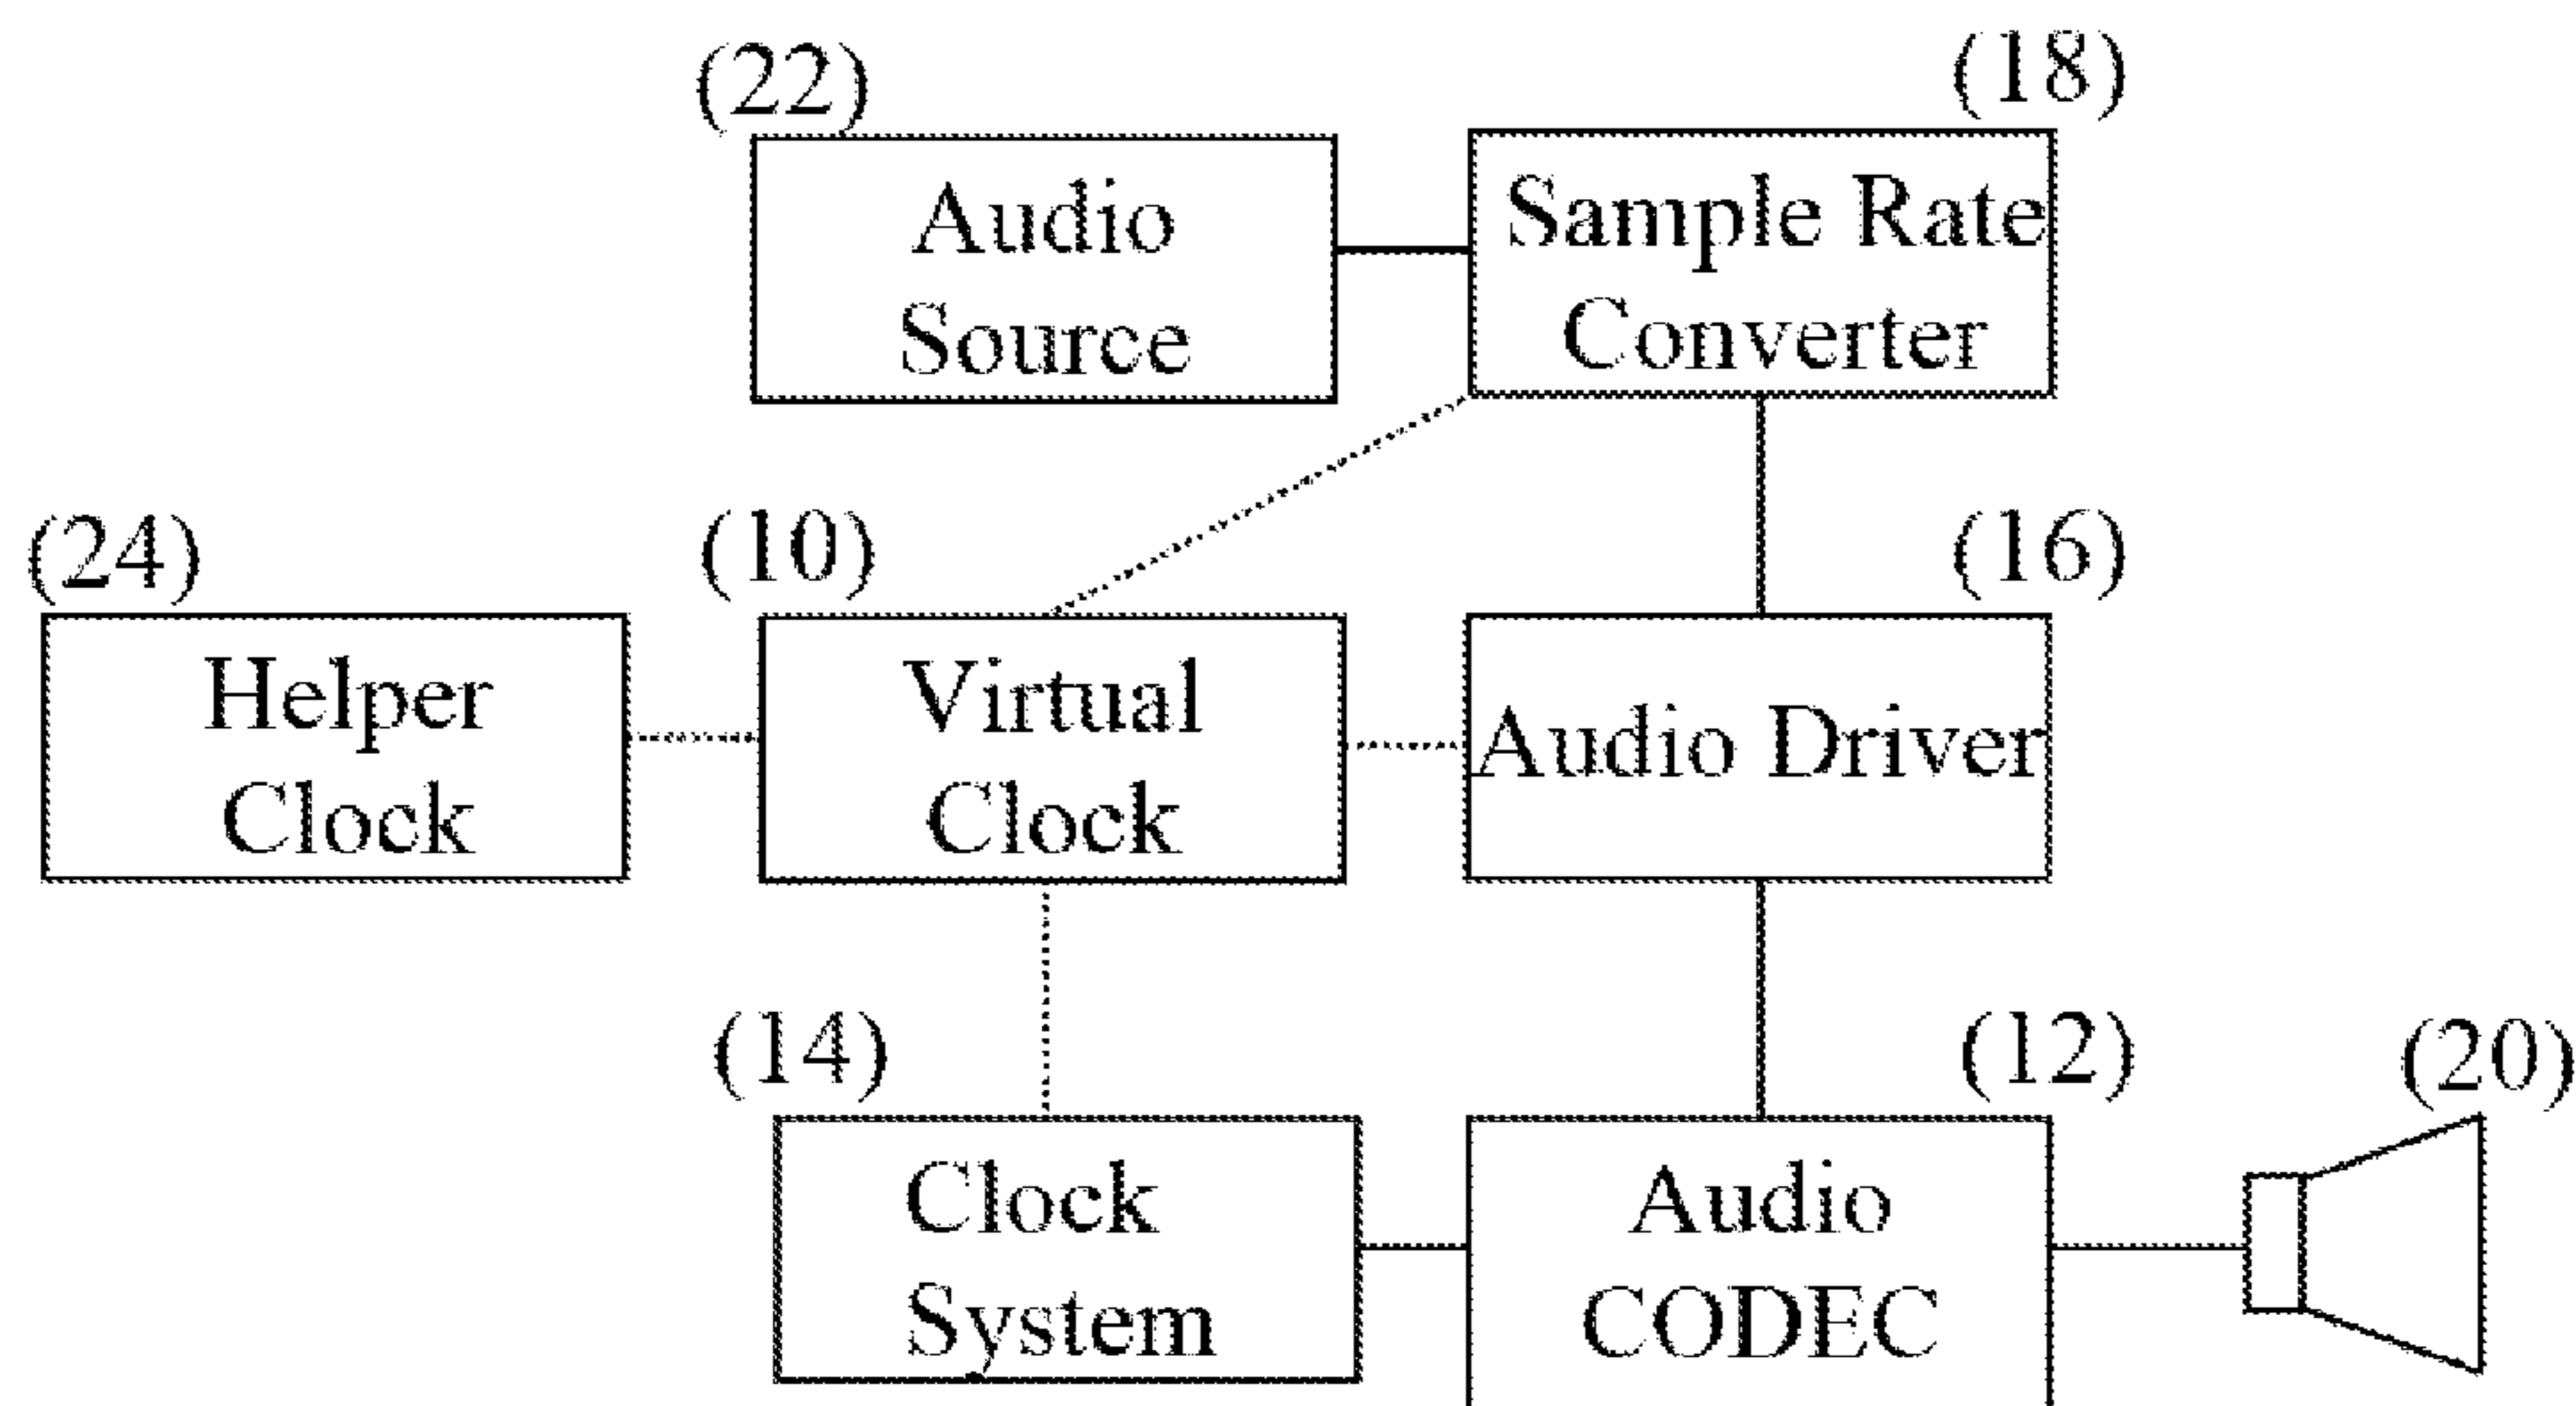 (22)
(18)
Audio
Source
Sample Rate
Converter
(24)
(10)
(16)
Helper
Clock
Virtual
Clock
Audio Driver
(14)
(12)
(20)
Clock
System
Audio
CODEC